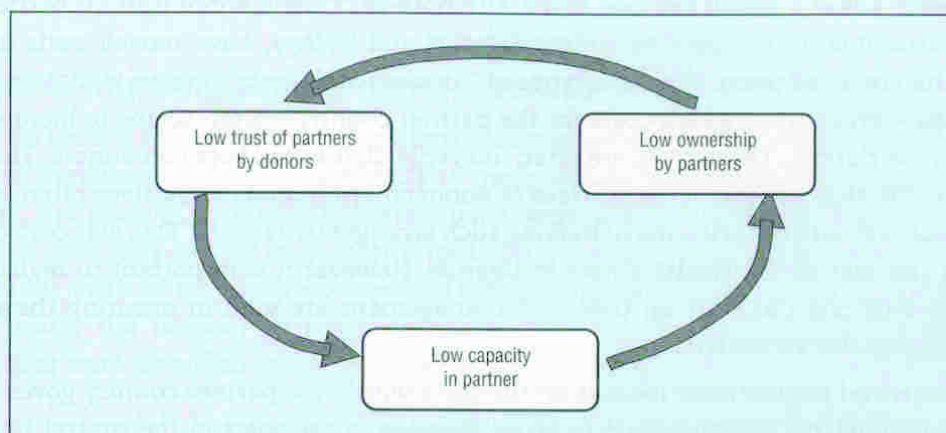 Low trust of partners
by donors
Low ownership
by partners
Low capacity
in partner